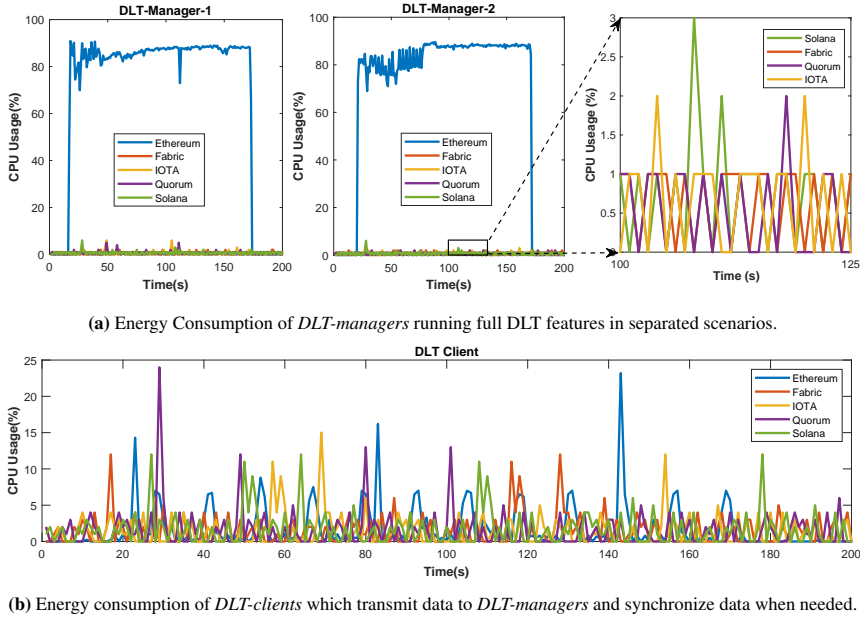 DLT-Manager-1
DLT-Manager-2
CPU Usage(%)
100
80
60
40
20
0
Ethereum
Fabric
IOTA
Quorum
Solana
0 50 100 150 200
Time(s)
CPU Usage(%)
100
80
60
40
20
0
Ethereum
Fabric
IOTA
Quorum
Solana
0 50 100 150 200
Time(s)
CPU Useage (%)
3
2.5
2
1.5
1
0.5
0
Solana
Fabric
Quorum
IOTA
100 125
Time (s)
(a) Energy Consumption of DLT-managers running full DLT features in separated scenarios.
DLT Client
CPU Usage(%)
25
20
15
10
5
0
Ethereum
Fabric
IOTA
Quorum
Solana
0 20 40 60 80 100 120 140 160 180 200
Time(s)
(b) Energy consumption of DLT-clients which transmit data to DLT-managers and synchronize data when needed.